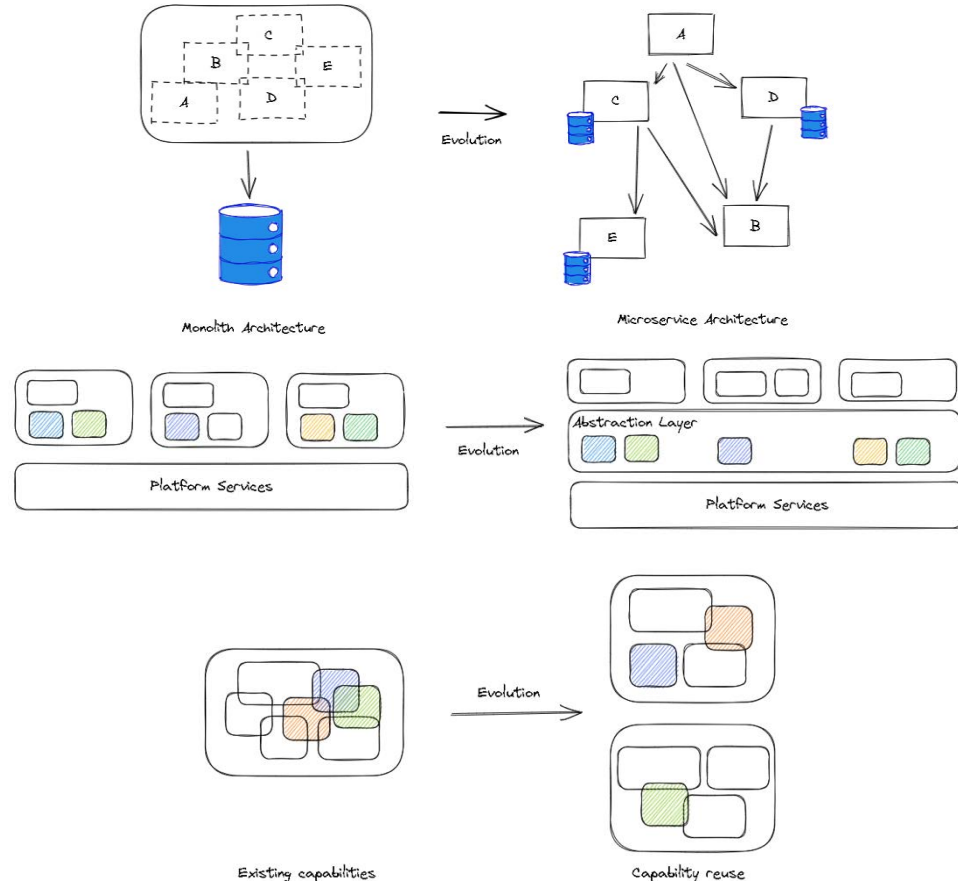 C
B
E
A
D
A
C
D
E
B
Evolution
Monolith Architecture
Microservice Architecture
Abstraction Layer
Evolution
Platform Services
Platform Services
Evolution
Existing capabilities
Capability reuse